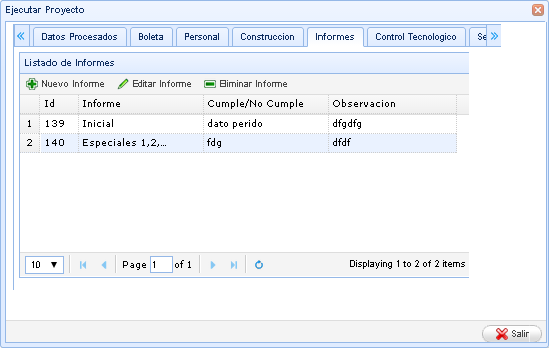 Ejecutar Proyecto
Datos Procesados Boleta Personal Construccion Informes Control Tecnologico Se
Listado de Informes
Nuevo Informe Editar Informe Eliminar Informe
Id Informe Cumple/No Cumple Observacion
1 139 Inicial dato perido dfgdfg
2 140 Especiales 1,2,... fdg dfdf
10 Page 1 of 1 Displaying 1 to 2 of 2 items
Salir